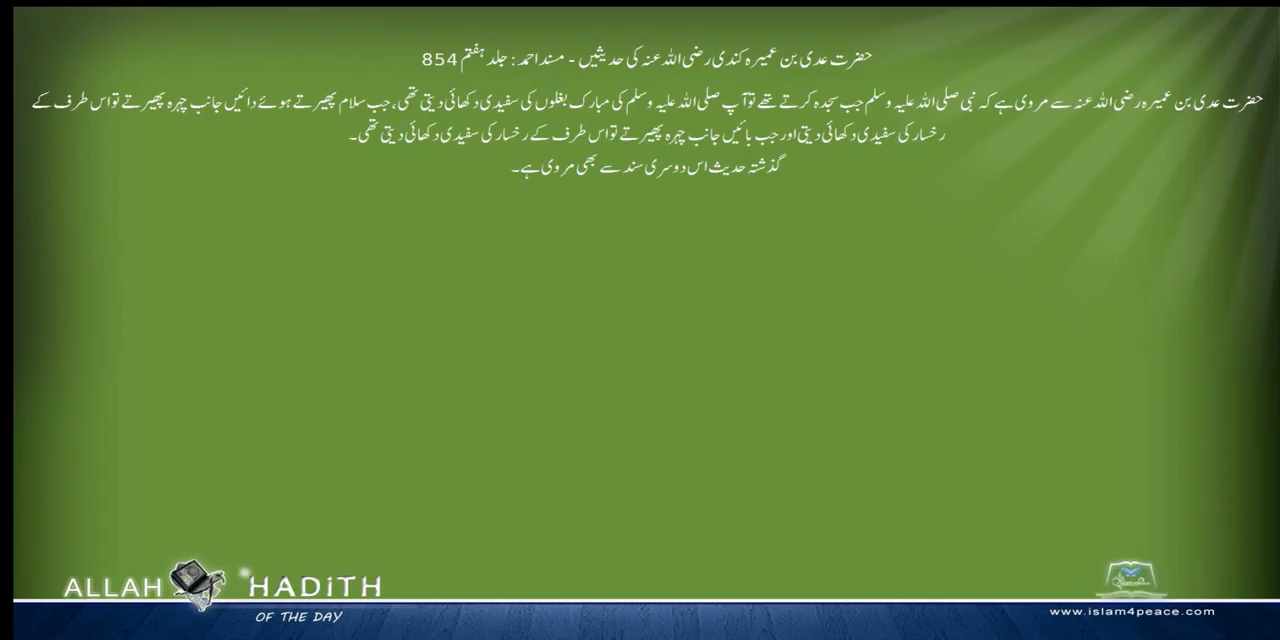 حضرت عدی بن عمیرہ کندی رضی اللہ عنہ کی حدیثیں - مسند احمد: جلد ہفتم 854
حضرت عدی بن عمیرہ رضی اللہ عنہ سے مروی ہے کہ نبی صلی اللہ علیہ وسلم جب سجدہ کرتے تھے تو آپ صلی اللہ علیہ وسلم کی مبارک بغلوں کی سفیدی دکھائی دیتی تھی، جب سلام پھیرتے ہوئے دائیں جانب چہرہ پھیرتے تو اس طرف کے
رخسار کی سفیدی دکھائی دیتی اور جب بائیں جانب چہرہ پھیرتے تو اس طرف کے رخسار کی سفیدی دکھائی دیتی تھی۔
گذشتہ حدیث اس دوسری سند سے بھی مروی ہے۔
ALLAH HADITH
OF THE DAY
www.islam4peace.com